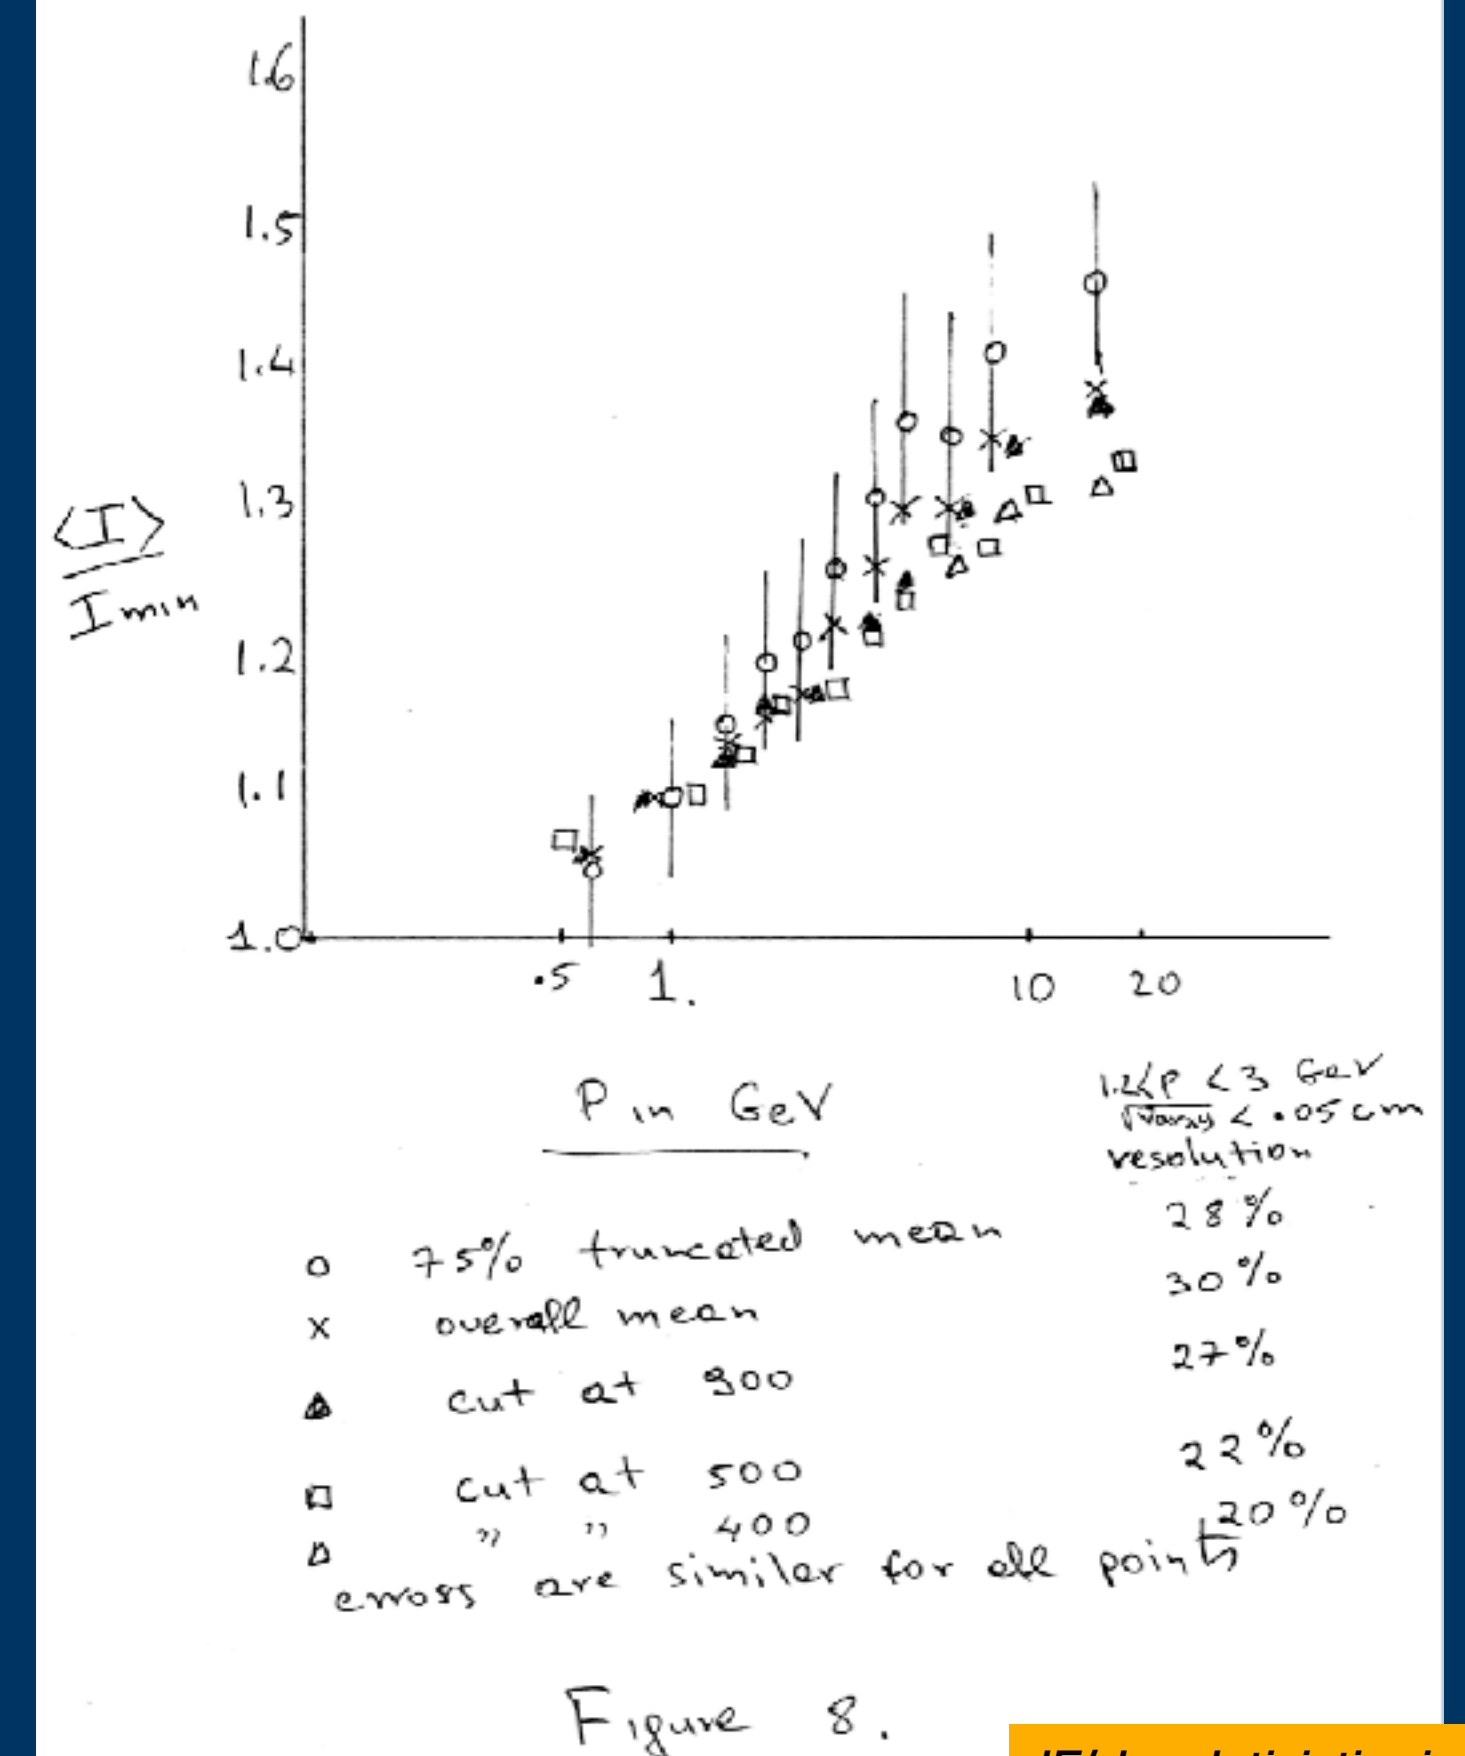 1.6
1.5
1.4
1.3
1.2
1.1
1.0
<I>
I min
.5 1. 10 20
P in GeV
1.2<P <3 GeV
< .05 cm
resolution
o 75% truncated mean 28%
x overall mean 30%
cut at 900 27%
□ cut at 500 22%
Δ " " 400 20%
errors are similar for all points
Figure 8.